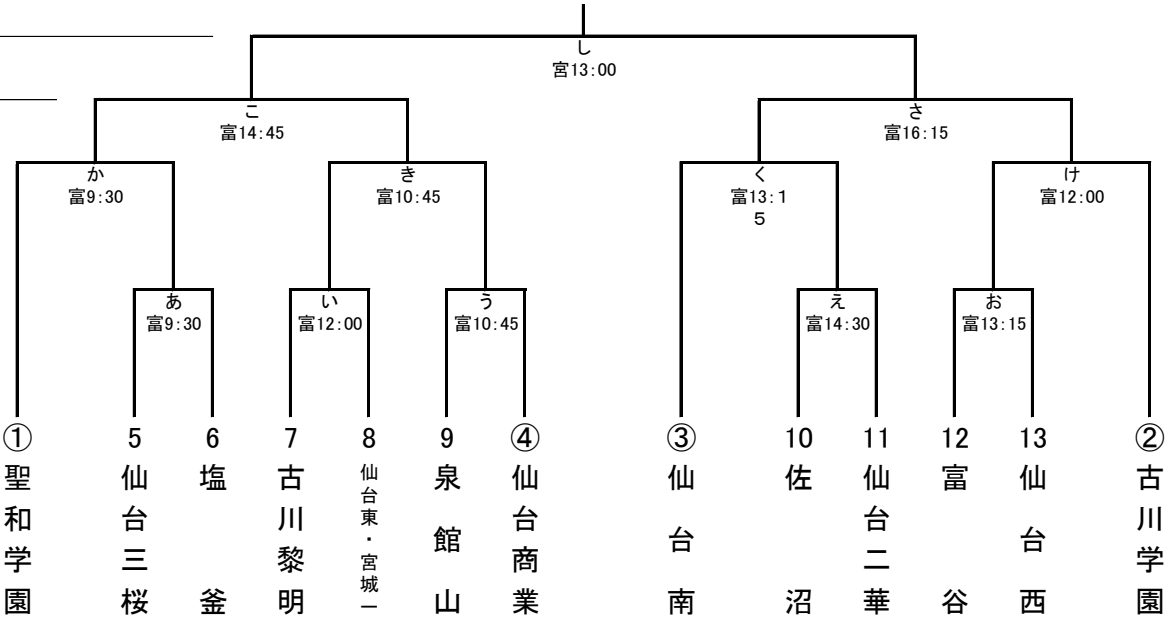 し
宮13:00
こ
富14:45
さ
富16:15
か
富9:30
き
富10:45
く
富13:1
5
け
富12:00
あ
富9:30
い
富12:00
う
富10:45
え
富14:30
お
富13:15
①
聖和学園
5
仙台三桜
6
塩釜
7
古川黎明
8
仙台東・宮城一
9
泉館山
④
仙台商業
③
仙台南
10
佐沼
11
仙台二華
12
富谷
13
仙台西
②
古川学園